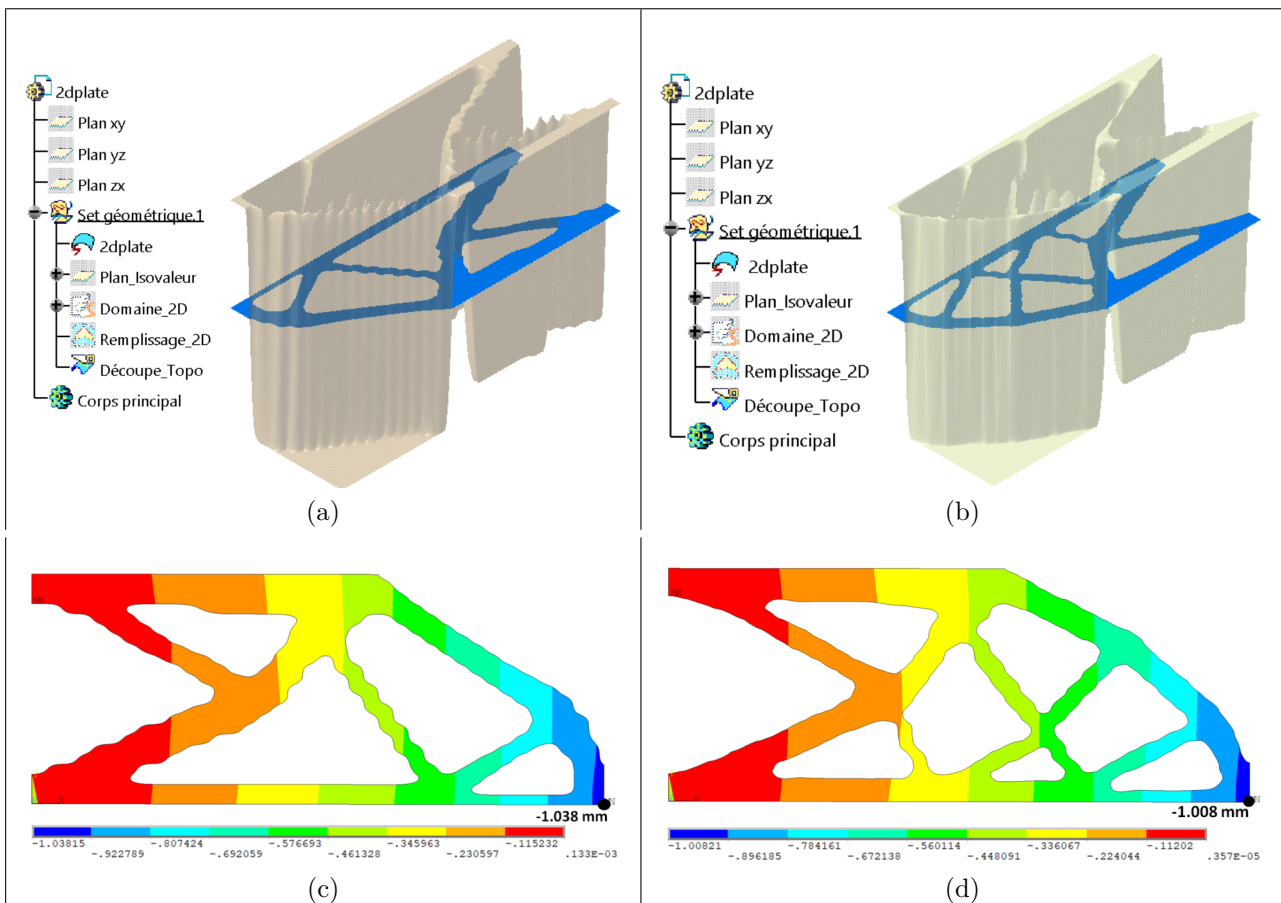 2dplate
Plan xy
Plan yz
Plan zx
Set géométrique.1
2dplate
Plan_Isovaleur
Domaine_2D
Remplissage_2D
Découpe_Topo
Corps principal
(a)
2dplate
Plan xy
Plan yz
Plan zx
Set géométrique.1
2dplate
Plan_Isovaleur
Domaine_2D
Remplissage_2D
Découpe_Topo
Corps principal
(b)
MX
X
-1.038 mm
-1.03815 -.807424 -.576693 -.345963 -.115232
-.922789 -.692059 -.461328 -.230597 .133E-03
(c)
MX
X
-1.008 mm
-1.00821 -.784161 -.560114 -.336067 -.11202
-.896185 -.672138 -.448091 -.224044 .357E-05
(d)